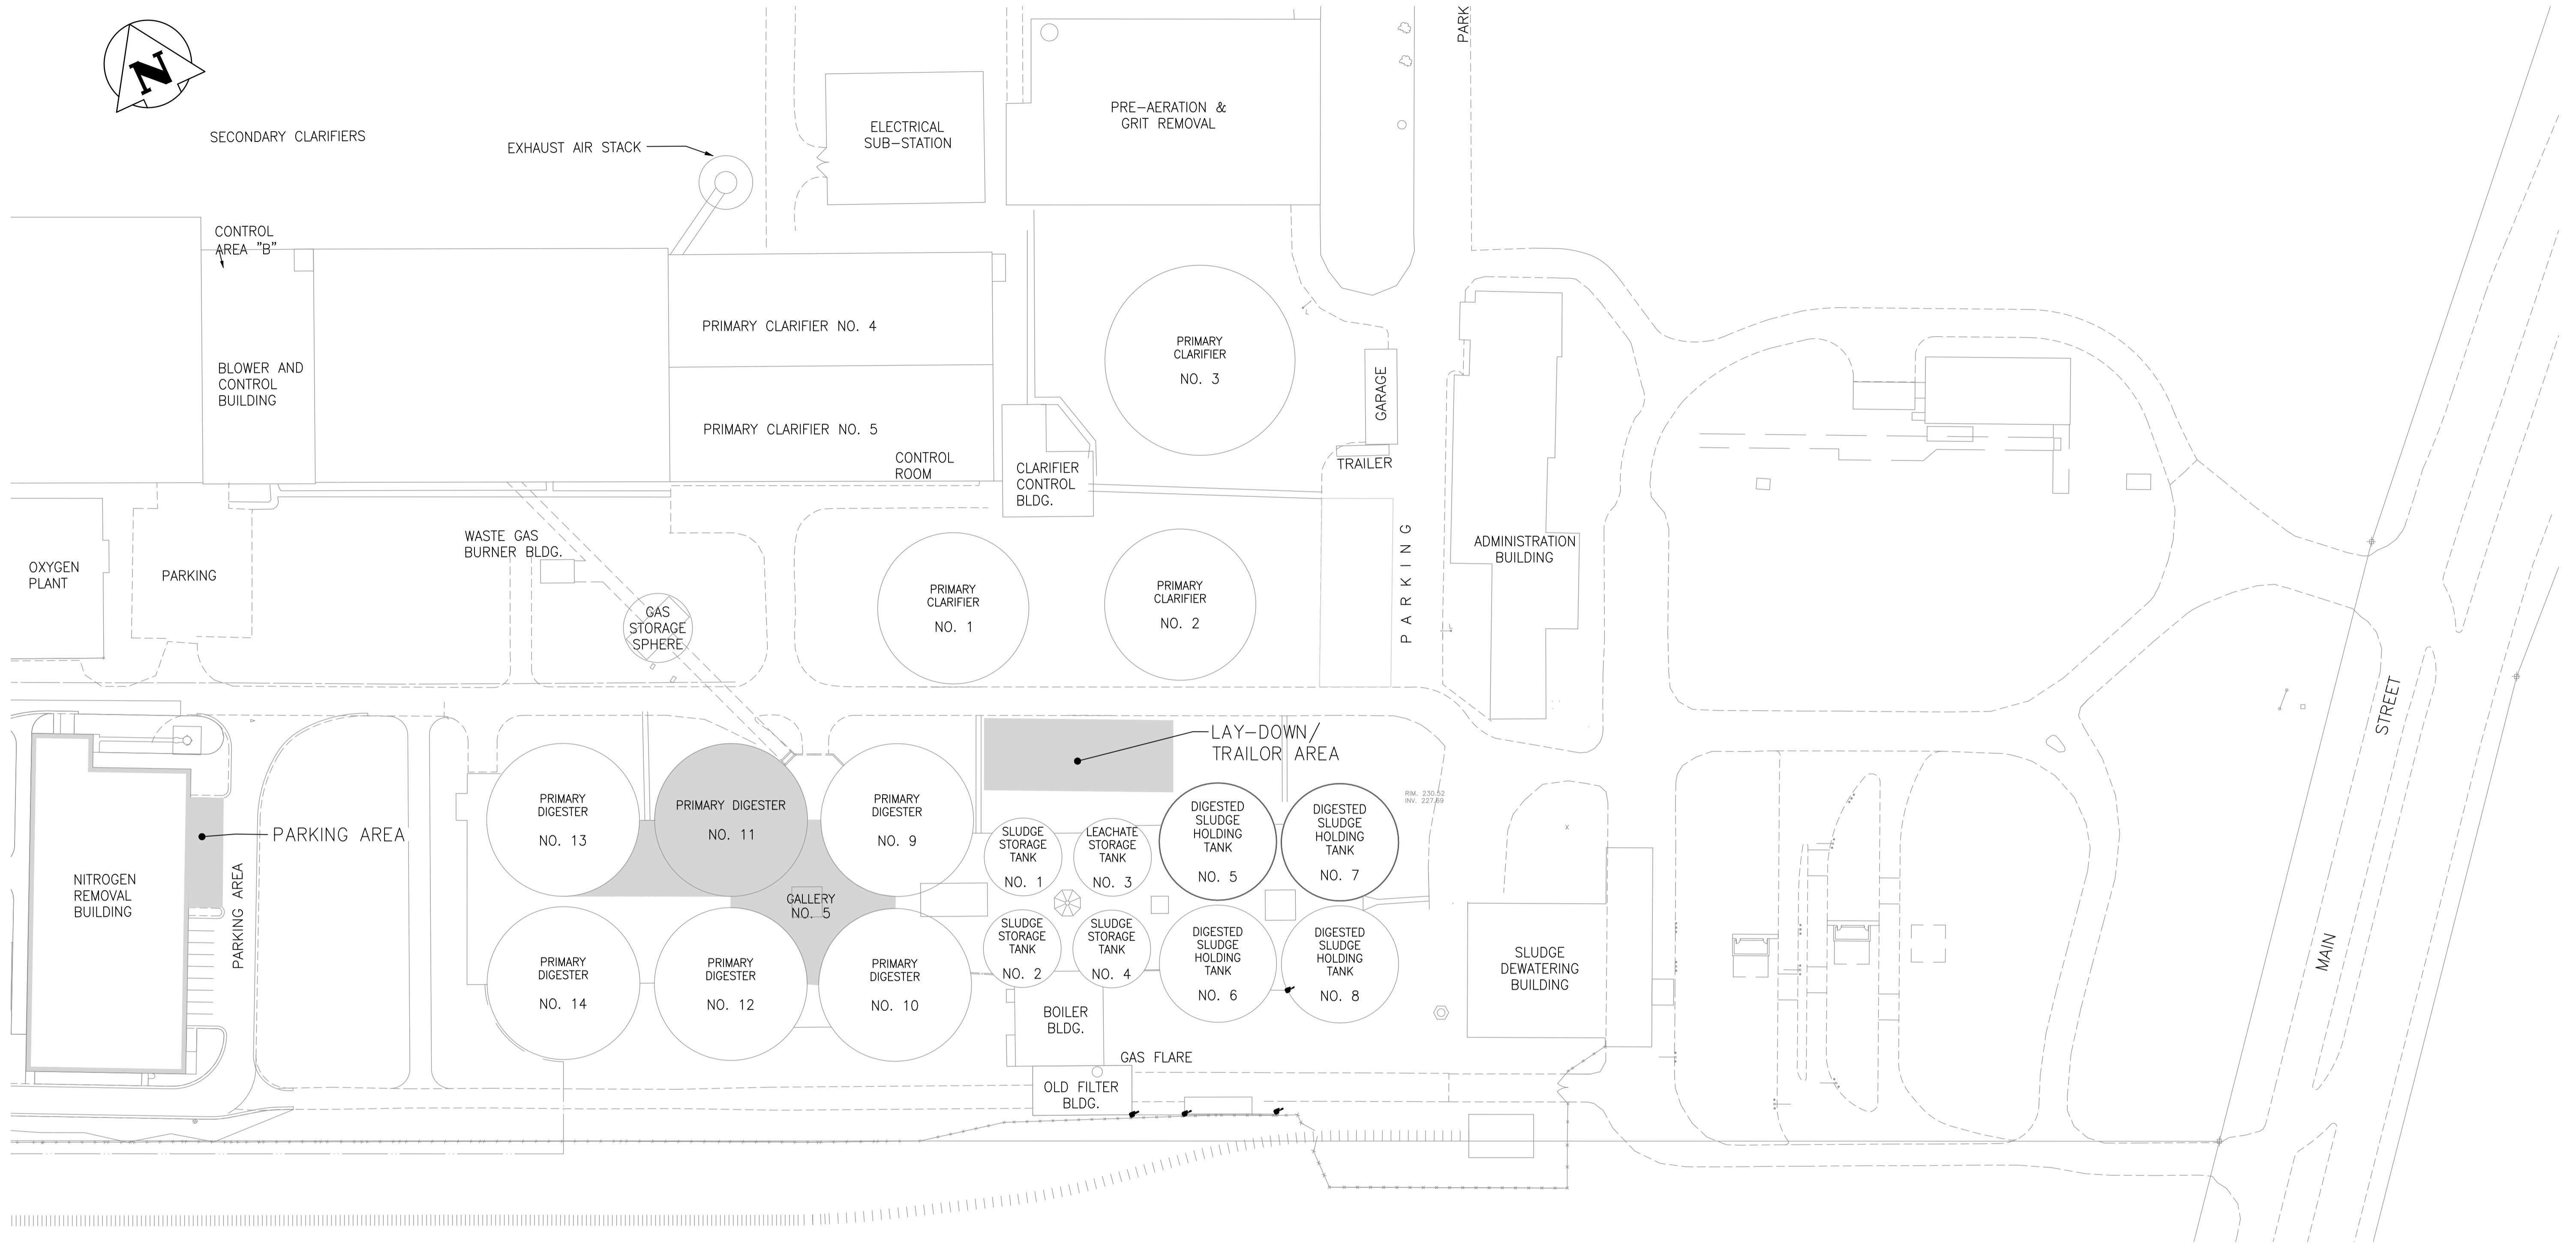 N
PARK
SECONDARY CLARIFIERS
EXHAUST AIR STACK
ELECTRICAL
SUB-STATION
PRE-AERATION &
GRIT REMOVAL
CONTROL
AREA "B"
BLOWER AND
CONTROL
BUILDING
PRIMARY CLARIFIER NO. 4
PRIMARY CLARIFIER NO. 5
CONTROL
ROOM
CLARIFIER
CONTROL
BLDG.
PRIMARY
CLARIFIER
NO. 3
GARAGE
TRAILER
PARKING
ADMINISTRATION
BUILDING
OXYGEN
PLANT
PARKING
WASTE GAS
BURNER BLDG.
GAS
STORAGE
SPHERE
PRIMARY
CLARIFIER
NO. 1
PRIMARY
CLARIFIER
NO. 2
LAY-DOWN/
TRAILOR AREA
PARKING AREA
PARKING AREA
NITROGEN
REMOVAL
BUILDING
PRIMARY
DIGESTER
NO. 13
PRIMARY DIGESTER
NO. 11
PRIMARY
DIGESTER
NO. 9
GALLERY
NO. 5
PRIMARY
DIGESTER
NO. 14
PRIMARY
DIGESTER
NO. 12
PRIMARY
DIGESTER
NO. 10
SLUDGE
STORAGE
TANK
NO. 1
LEACHATE
STORAGE
TANK
NO. 3
SLUDGE
STORAGE
TANK
NO. 2
SLUDGE
STORAGE
TANK
NO. 4
DIGESTED
SLUDGE
HOLDING
TANK
NO. 5
DIGESTED
SLUDGE
HOLDING
TANK
NO. 7
DIGESTED
SLUDGE
HOLDING
TANK
NO. 6
DIGESTED
SLUDGE
HOLDING
TANK
NO. 8
RIM. 230.52
INV. 227.69
BOILER
BLDG.
GAS FLARE
OLD FILTER
BLDG.
SLUDGE
DEWATERING
BUILDING
MAIN
STREET